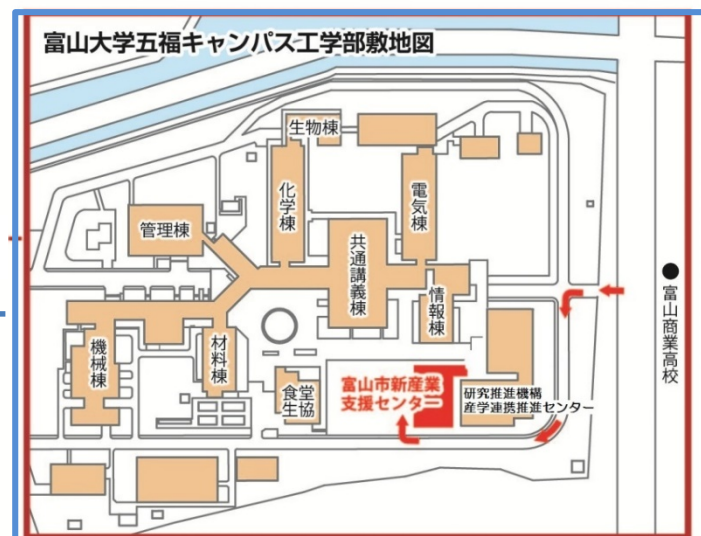 富山大学五福キャンパス工学部敷地図
生物棟
化学棟
電気棟
管理棟
共通講義棟
情報棟
富山商業高校
機械棟
材料棟
食堂
生協
富山市新産業
支援センター
研究推進機構
産学連携推進センター